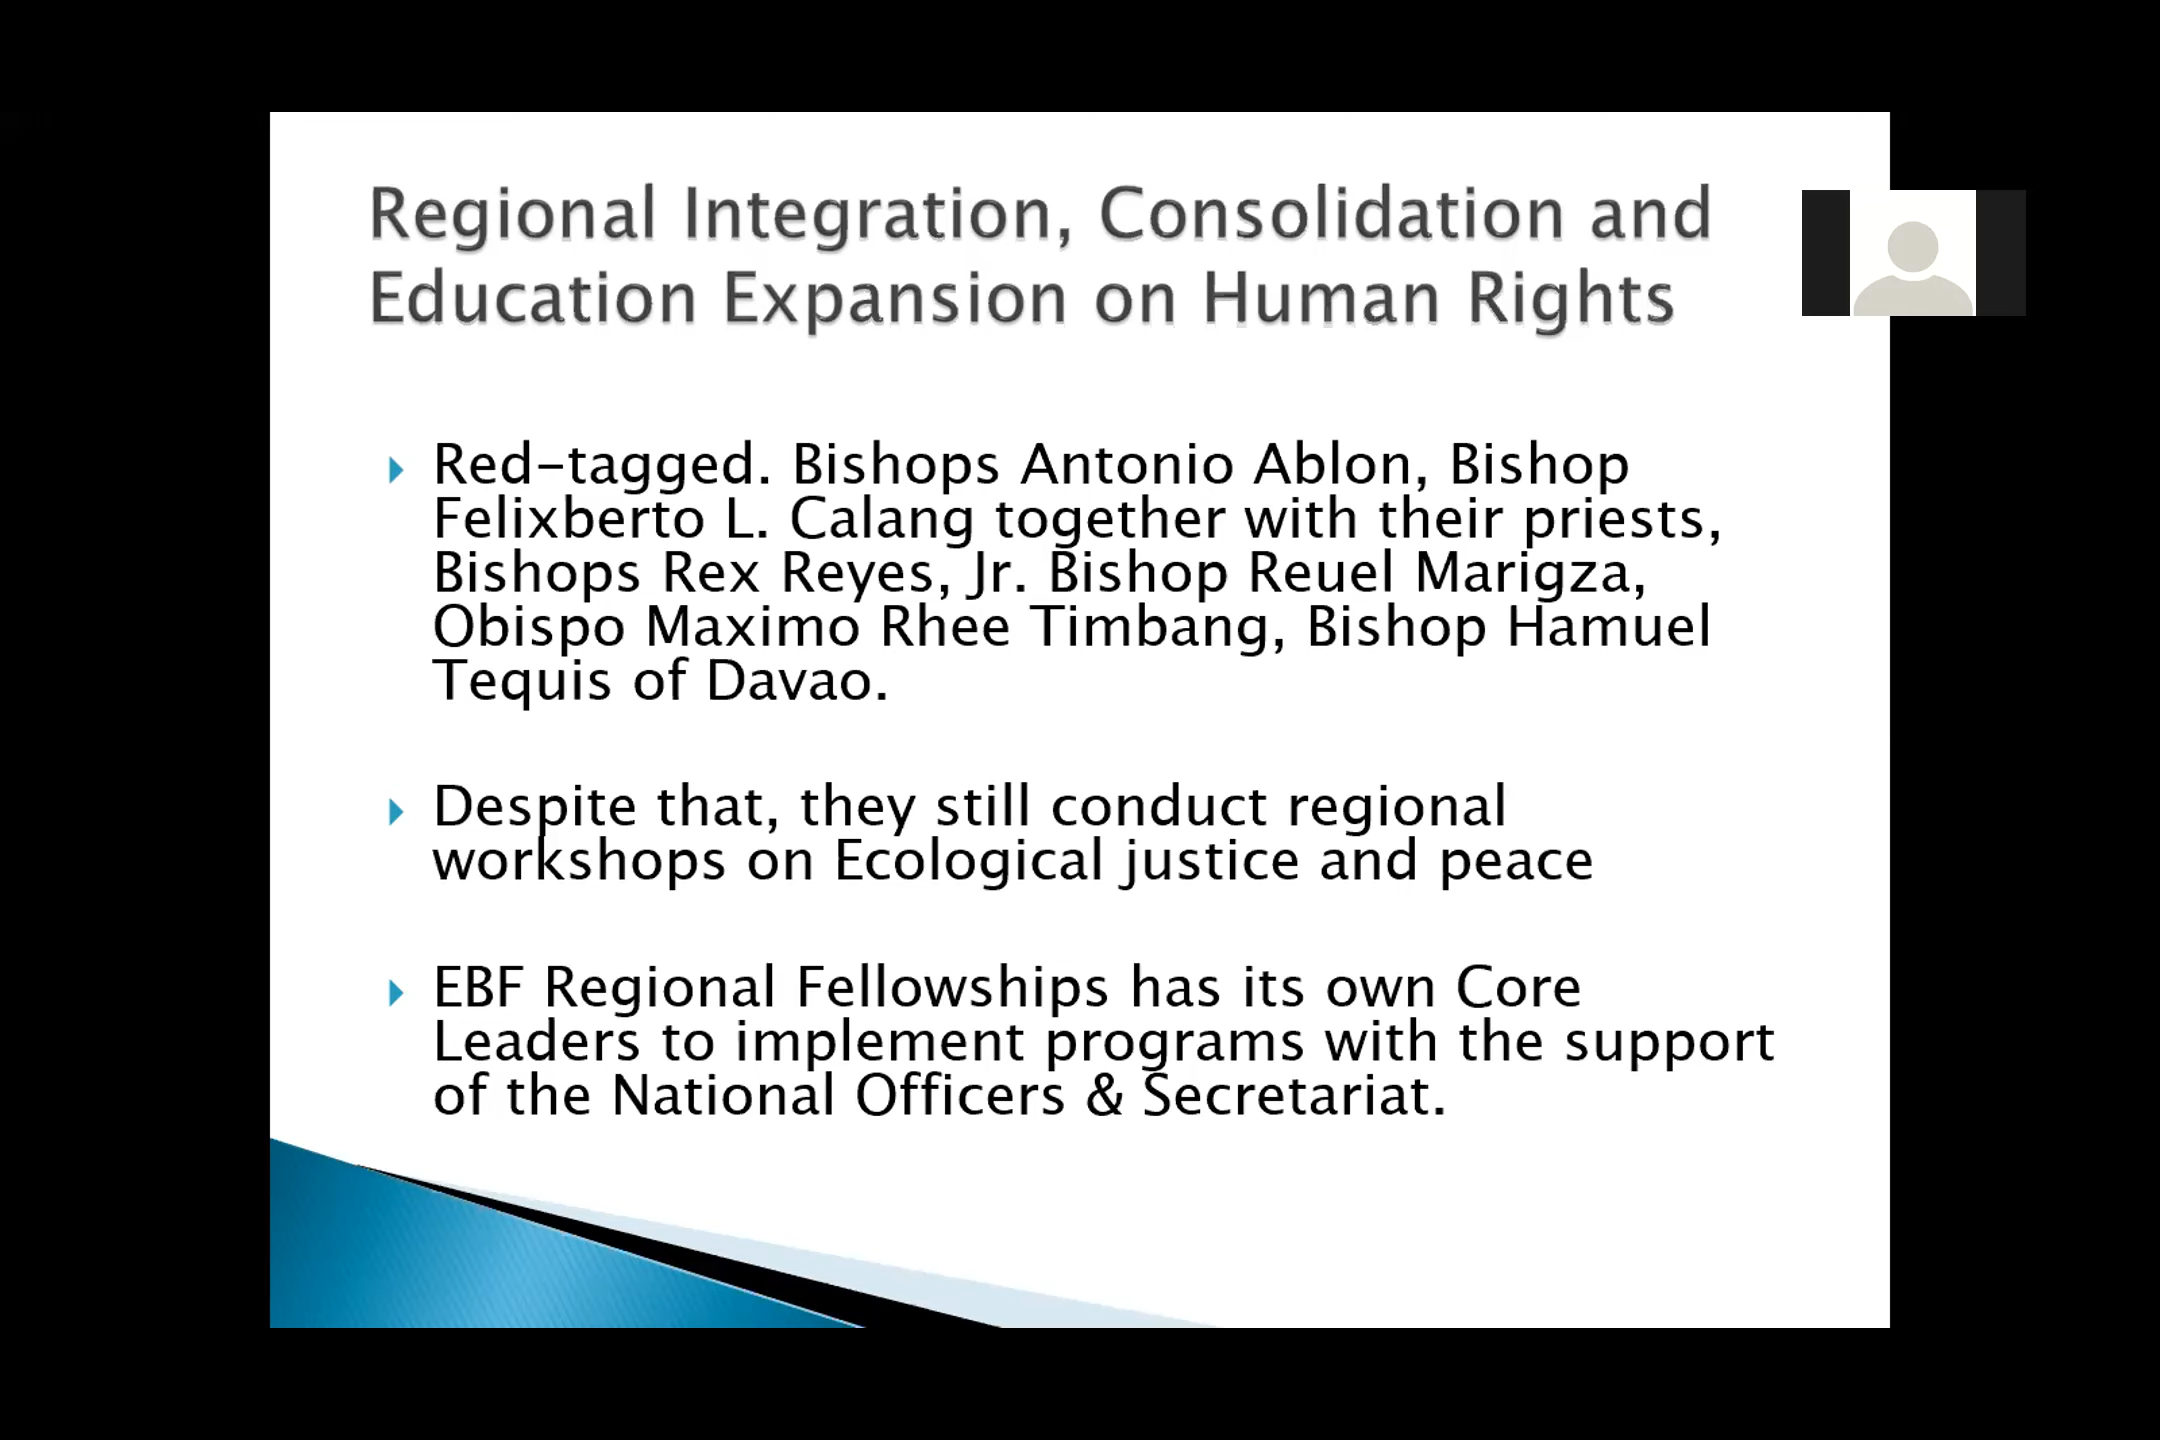 Regional Integration, Consolidation and
Education Expansion on Human Rights
Red-tagged. Bishops Antonio Ablon, Bishop
Felixberto L. Calang together with their priests,
Bishops Rex Reyes, Jr. Bishop Reuel Marigza,
Obispo Maximo Rhee Timbang, Bishop Hamuel
Tequis of Davao.
Despite that, they still conduct regional
workshops on Ecological justice and peace
EBF Regional Fellowships has its own Core
Leaders to implement programs with the support
of the National Officers & Secretariat.